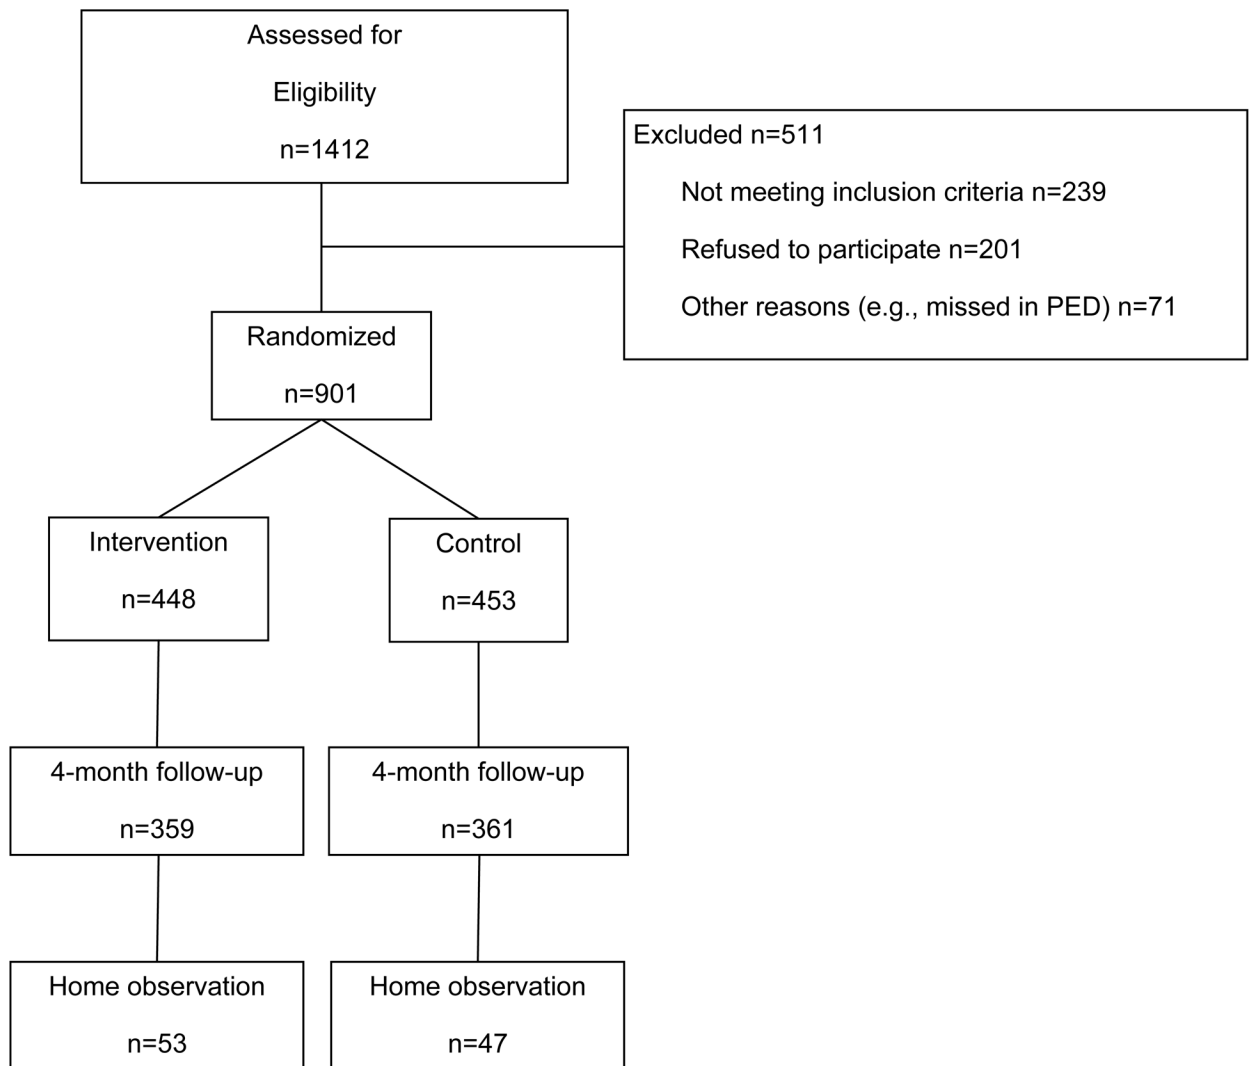 Assessed for
Eligibility
n=1412
Excluded n=511
Not meeting inclusion criteria n=239
Refused to participate n=201
Other reasons (e.g., missed in PED) n=71
Randomized
n=901
Intervention
n=448
Control
n=453
4-month follow-up
n=359
4-month follow-up
n=361
Home observation
n=53
Home observation
n=47